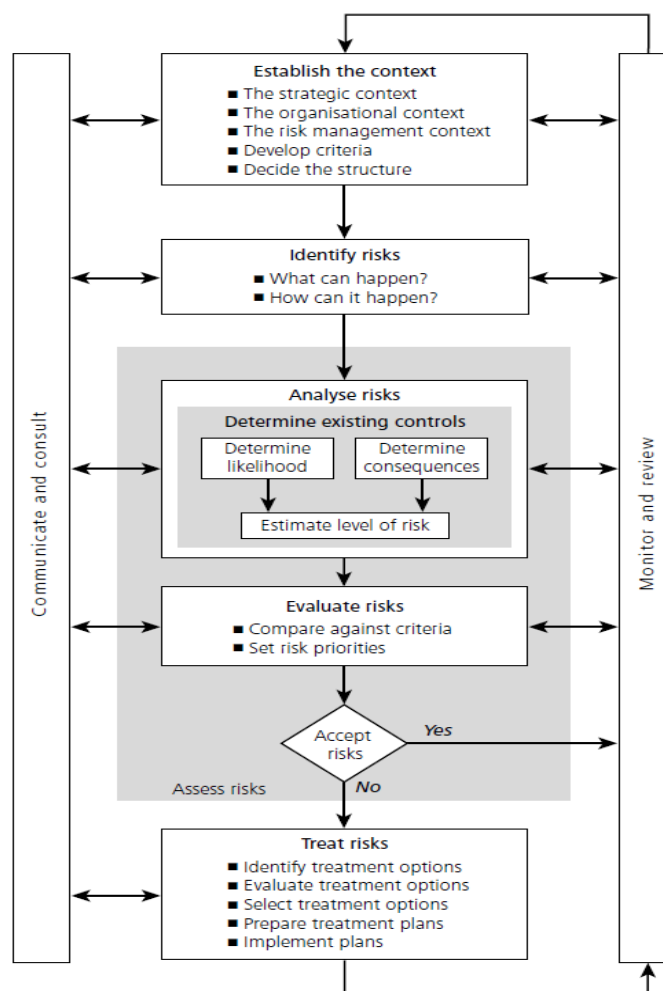 Communicate and consult
Establish the context
■ The strategic context
■ The organisational context
■ The risk management context
■ Develop criteria
■ Decide the structure
Identify risks
■ What can happen?
■ How can it happen?
Analyse risks
Determine existing controls
Determine
likelihood
Determine
consequences
Estimate level of risk
Evaluate risks
■ Compare against criteria
■ Set risk priorities
Accept
risks
Yes
No
Assess risks
Treat risks
■ Identify treatment options
■ Evaluate treatment options
■ Select treatment options
■ Prepare treatment plans
■ Implement plans
Monitor and review